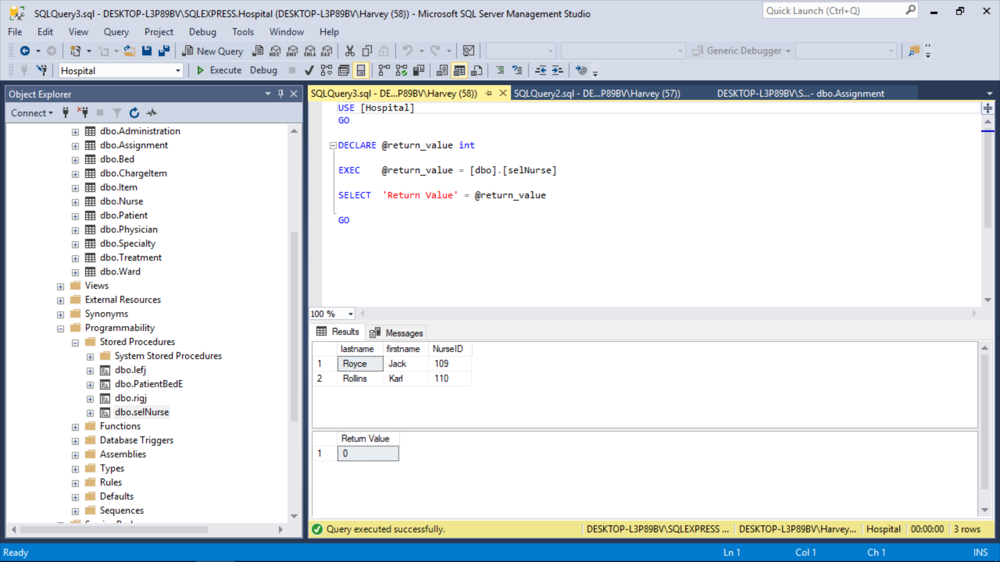 SQLQuery3.sql - DESKTOP-L3P89BV\SQLEXPRESS.Hospital (DESKTOP-L3P89BV\Harvey (58)) - Microsoft SQL Server Management Studio
Quick Launch (Ctrl+Q)
File Edit View Query Project Debug Tools Window Help
New Query MDX DMX XMLA DAX Generic Debugger
Hospital Execute Debug
Object Explorer
Connect
dbo.Administration
dbo.Assignment
dbo.Bed
dbo.ChargeItem
dbo.Item
dbo.Nurse
dbo.Patient
dbo.Physician
dbo.Specialty
dbo.Treatment
dbo.Ward
Views
External Resources
Synonyms
Programmability
Stored Procedures
System Stored Procedures
dbo.lefj
dbo.PatientBedE
dbo.rigj
dbo.selNurse
Functions
Database Triggers
Assemblies
Types
Rules
Defaults
Sequences
SQLQuery3.sql - DE...P89BV\Harvey (58)) SQLQuery2.sql - DE...P89BV\Harvey (57)) DESKTOP-L3P89BV\S...- dbo.Assignment
USE [Hospital]
GO
DECLARE @return_value int
EXEC @return_value = [dbo].[selNurse]
SELECT 'Return Value' = @return_value
GO
100 %
Results Messages
lastname firstname NurseID
1 Royce Jack 109
2 Rollins Karl 110
Return Value
1 0
Query executed successfully. DESKTOP-L3P89BV\SQLEXPRESS ... DESKTOP-L3P89BV\Harvey... Hospital 00:00:00 3 rows
Ready Ln 1 Col 1 Ch 1 INS